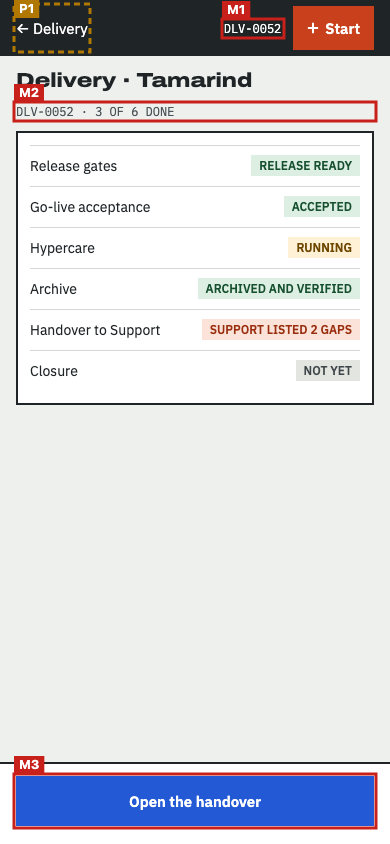 P1
← Delivery
M1
DLV-0052
+ Start
Delivery · Tamarind
M2
DLV-0052 · 3 OF 6 DONE
Release gates RELEASE READY
Go-live acceptance ACCEPTED
Hypercare RUNNING
Archive ARCHIVED AND VERIFIED
Handover to Support SUPPORT LISTED 2 GAPS
Closure NOT YET
M3
Open the handover